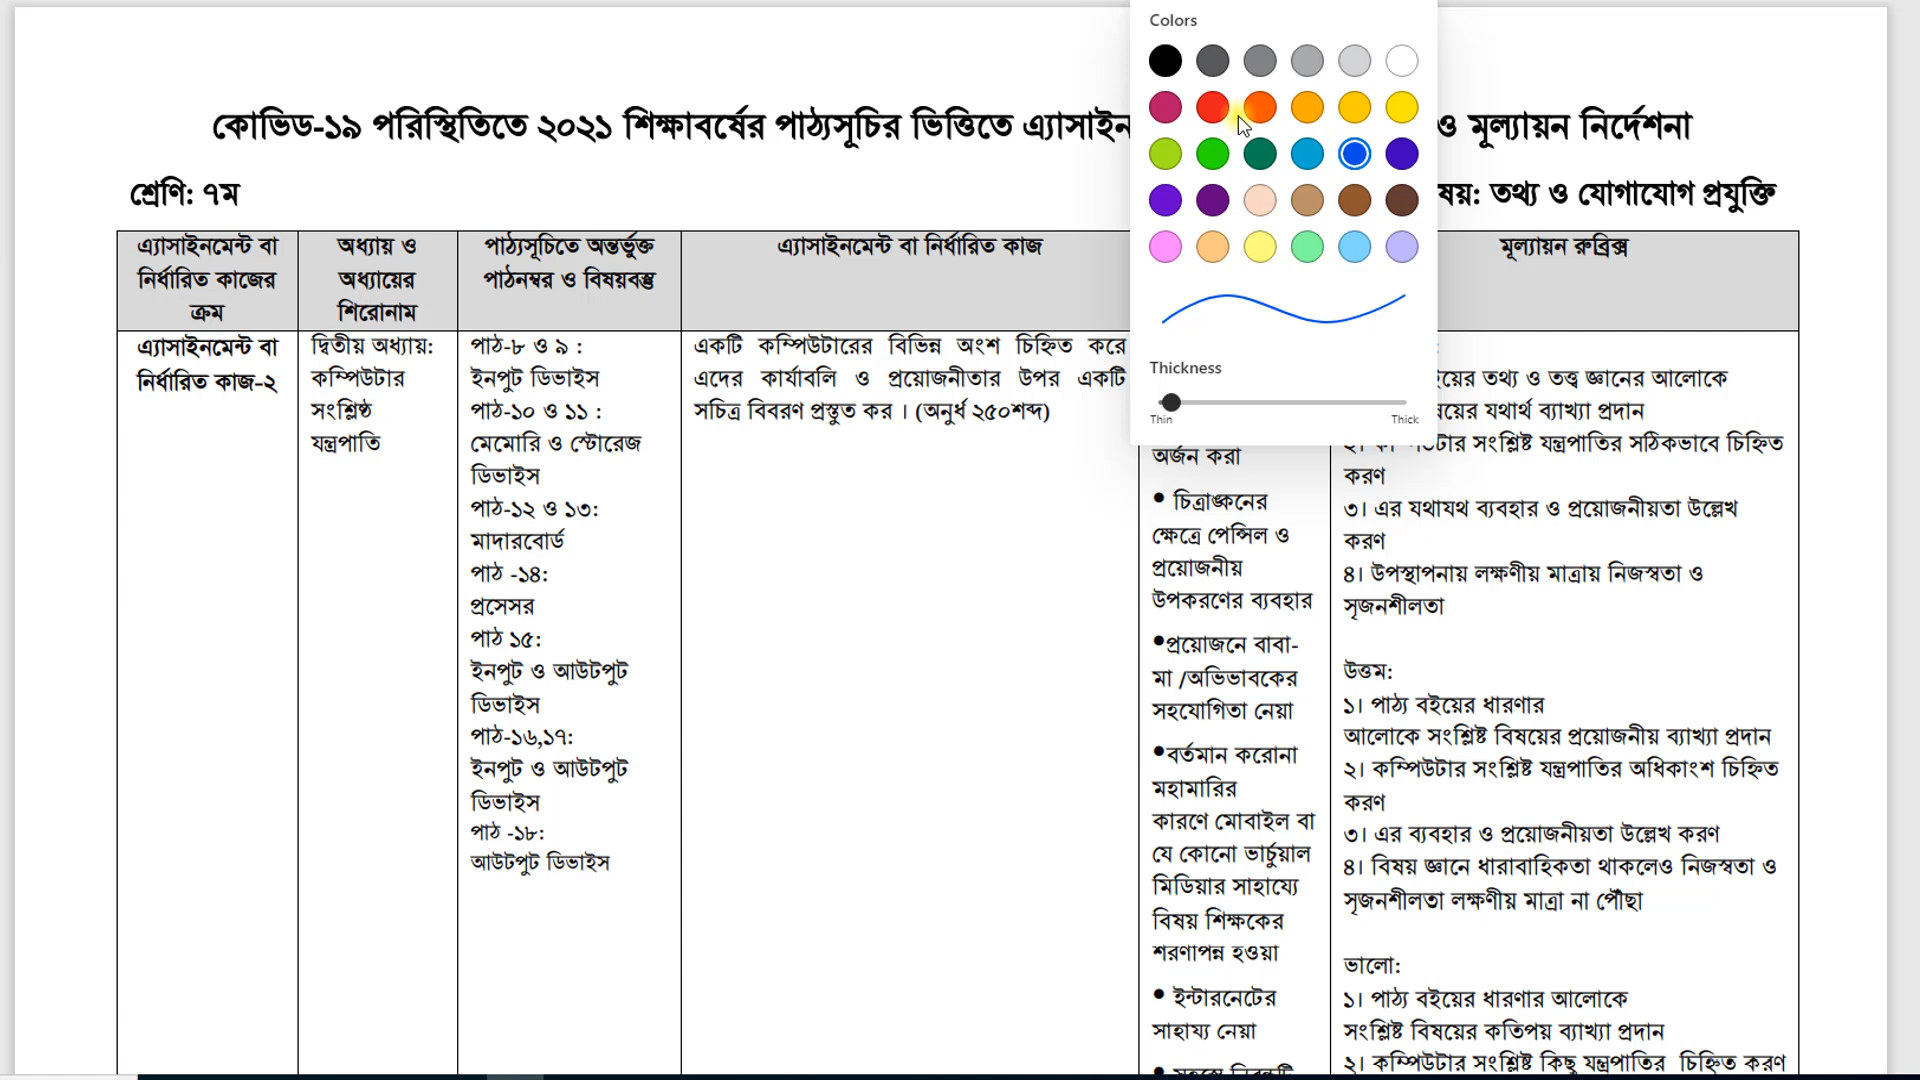 Colors
Thickness
Thin
Thick
কোভিড-১৯ পরিস্থিতিতে ২০২১ শিক্ষাবর্ষের পাঠ্যসূচির ভিত্তিতে এ্যাসাইন
ও মূল্যায়ন নির্দেশনা
শ্রেণি: ৭ম
ষয়: তথ্য ও যোগাযোগ প্রযুক্তি
এ্যাসাইনমেন্ট বা
নির্ধারিত কাজের
ক্রম
অধ্যায় ও
অধ্যায়ের
শিরোনাম
পাঠ্যসূচিতে অন্তর্ভুক্ত
পাঠনম্বর ও বিষয়বস্তু
এ্যাসাইনমেন্ট বা নির্ধারিত কাজ
মূল্যায়ন রুব্রিক্স
এ্যাসাইনমেন্ট বা
নির্ধারিত কাজ-২
দ্বিতীয় অধ্যায়:
কম্পিউটার
সংশ্লিষ্ঠ
যন্ত্রপাতি
পাঠ-৮ ও ৯ :
ইনপুট ডিভাইস
পাঠ-১০ ও ১১ :
মেমোরি ও স্টোরেজ
ডিভাইস
পাঠ-১২ ও ১৩:
মাদারবোর্ড
পাঠ -১৪:
প্রসেসর
পাঠ ১৫:
ইনপুট ও আউটপুট
ডিভাইস
পাঠ-১৬,১৭:
ইনপুট ও আউটপুট
ডিভাইস
পাঠ -১৮:
আউটপুট ডিভাইস
একটি কম্পিউটারের বিভিন্ন অংশ চিহ্নিত করে
এদের কার্যাবলি ও প্রয়োজনীতার উপর একটি
সচিত্র বিবরণ প্রস্তুত কর । (অনুর্ধ ২৫০শব্দ)
অর্জন করা
• চিত্রাঙ্কনের
ক্ষেত্রে পেন্সিল ও
প্রয়োজনীয়
উপকরণের ব্যবহার
•প্রয়োজনে বাবা-
মা /অভিভাবকের
সহযোগিতা নেয়া
•বর্তমান করোনা
মহামারির
কারণে মোবাইল বা
যে কোনো ভার্চুয়াল
মিডিয়ার সাহায্যে
বিষয় শিক্ষকের
শরণাপন্ন হওয়া
• ইন্টারনেটের
সাহায্য নেয়া
ইয়ের তথ্য ও তত্ত্ব জ্ঞানের আলোকে
ষয়ের যথার্থ ব্যাখ্যা প্রদান
সংশ্লিষ্ট যন্ত্রপাতির সঠিকভাবে চিহ্নিত
করণ
৩। এর যথাযথ ব্যবহার ও প্রয়োজনীয়তা উল্লেখ
করণ
৪। উপস্থাপনায় লক্ষণীয় মাত্রায় নিজস্বতা ও
সৃজনশীলতা
উত্তম:
১। পাঠ্য বইয়ের ধারণার
আলোকে সংশ্লিষ্ট বিষয়ের প্রয়োজনীয় ব্যাখ্যা প্রদান
২। কম্পিউটার সংশ্লিষ্ট যন্ত্রপাতির অধিকাংশ চিহ্নিত
করণ
৩। এর ব্যবহার ও প্রয়োজনীয়তা উল্লেখ করণ
৪। বিষয় জ্ঞানে ধারাবাহিকতা থাকলেও নিজস্বতা ও
সৃজনশীলতা লক্ষণীয় মাত্রা না পৌঁছা
ভালো:
১। পাঠ্য বইয়ের ধারণার আলোকে
সংশ্লিষ্ট বিষয়ের কতিপয় ব্যাখ্যা প্রদান
২। কম্পিউটার সংশ্লিষ্ট কিছু যন্ত্রপাতির চিহ্নিত করণ